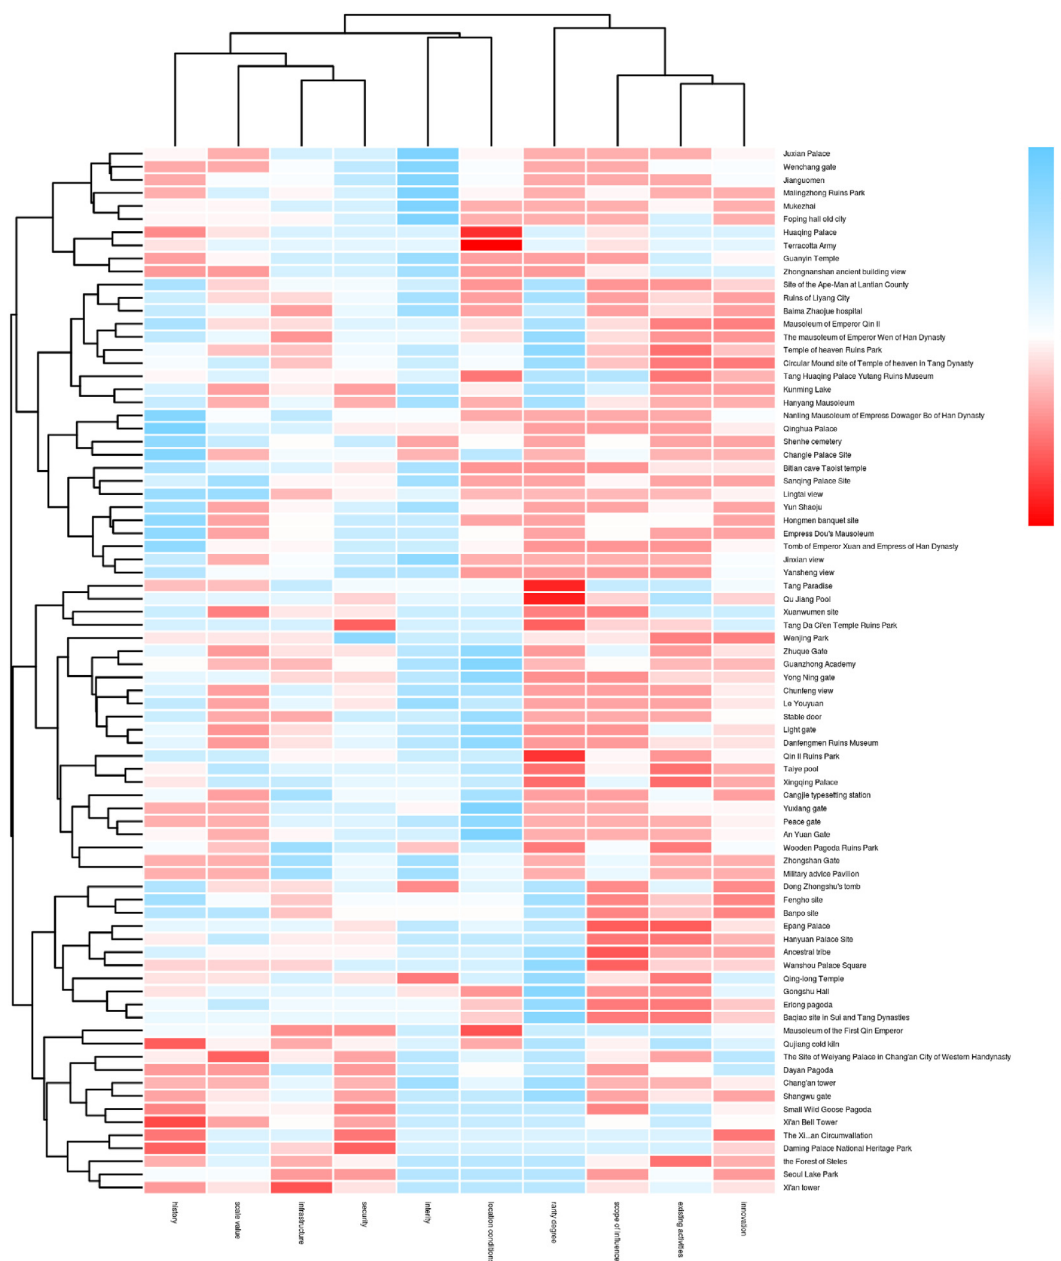 Juxian Palace
Wenchang gate
Jianguomen
Malingzhong Ruins Park
Mukezhai
Foping hall old city
Huaqing Palace
Terracotta Army
Guanyin Temple
Zhongnanshan ancient building view
Site of the Ape-Man at Lantian County
Ruins of Liyang City
Baima Zhaojue hospital
Mausoleum of Emperor Qin II
The mausoleum of Emperor Wen of Han Dynasty
Temple of heaven Ruins Park
Circular Mound site of Temple of heaven in Tang Dynasty
Tang Huaqing Palace Yutang Ruins Museum
Kunming Lake
Hanyang Mausoleum
Nanling Mausoleum of Empress Dowager Bo of Han Dynasty
Qinghua Palace
Shenhe cemetery
Changle Palace Site
Bitian cave Taoist temple
Sanqing Palace Site
Lingtai view
Yun Shaoju
Hongmen banquet site
Empress Dou's Mausoleum
Tomb of Emperor Xuan and Empress of Han Dynasty
Jinxian view
Yansheng view
Tang Paradise
Qu Jiang Pool
Xuanwumen site
Tang Da Ci'en Temple Ruins Park
Wenjing Park
Zhuque Gate
Guanzhong Academy
Yong Ning gate
Chunfeng view
Le Youyuan
Stable door
Light gate
Danfengmen Ruins Museum
Qin II Ruins Park
Taiye pool
Xingqing Palace
Cangjie typesetting station
Yuxiang gate
Peace gate
An Yuan Gate
Wooden Pagoda Ruins Park
Zhongshan Gate
Military advice Pavilion
Dong Zhongshu's tomb
Fengho site
Banpo site
Epang Palace
Hanyuan Palace Site
Ancestral tribe
Wanshou Palace Square
Qing-long Temple
Gongshu Hall
Erlong pagoda
Baqiao site in Sui and Tang Dynasties
Mausoleum of the First Qin Emperor
Qujiang cold kiln
The Site of Weiyang Palace in Chang'an City of Western Handynasty
Dayan Pagoda
Chang'an tower
Shangwu gate
Small Wild Goose Pagoda
Xi'an Bell Tower
The Xi...an Circumvallation
Daming Palace National Heritage Park
the Forest of Steles
Seoul Lake Park
Xi'an tower
history
scale value
infrastructure
security
interity
location conditions
rarity degree
scope of influence
existing activities
innovation